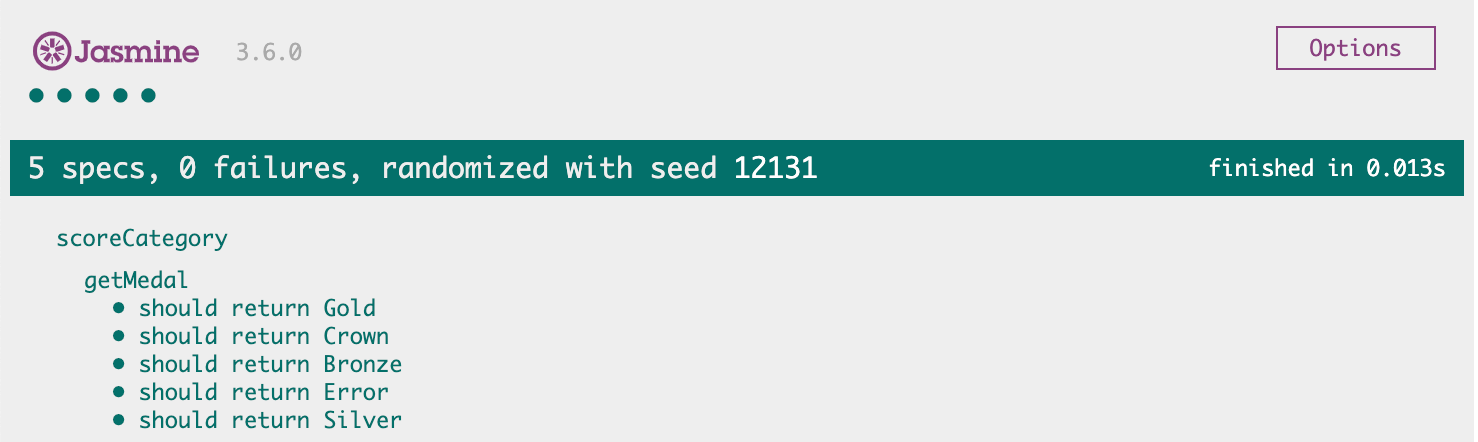 Jasmine 3.6.0 Options
5 specs, 0 failures, randomized with seed 12131 finished in 0.013s
scoreCategory
getMedal
• should return Gold
• should return Crown
• should return Bronze
• should return Error
• should return Silver